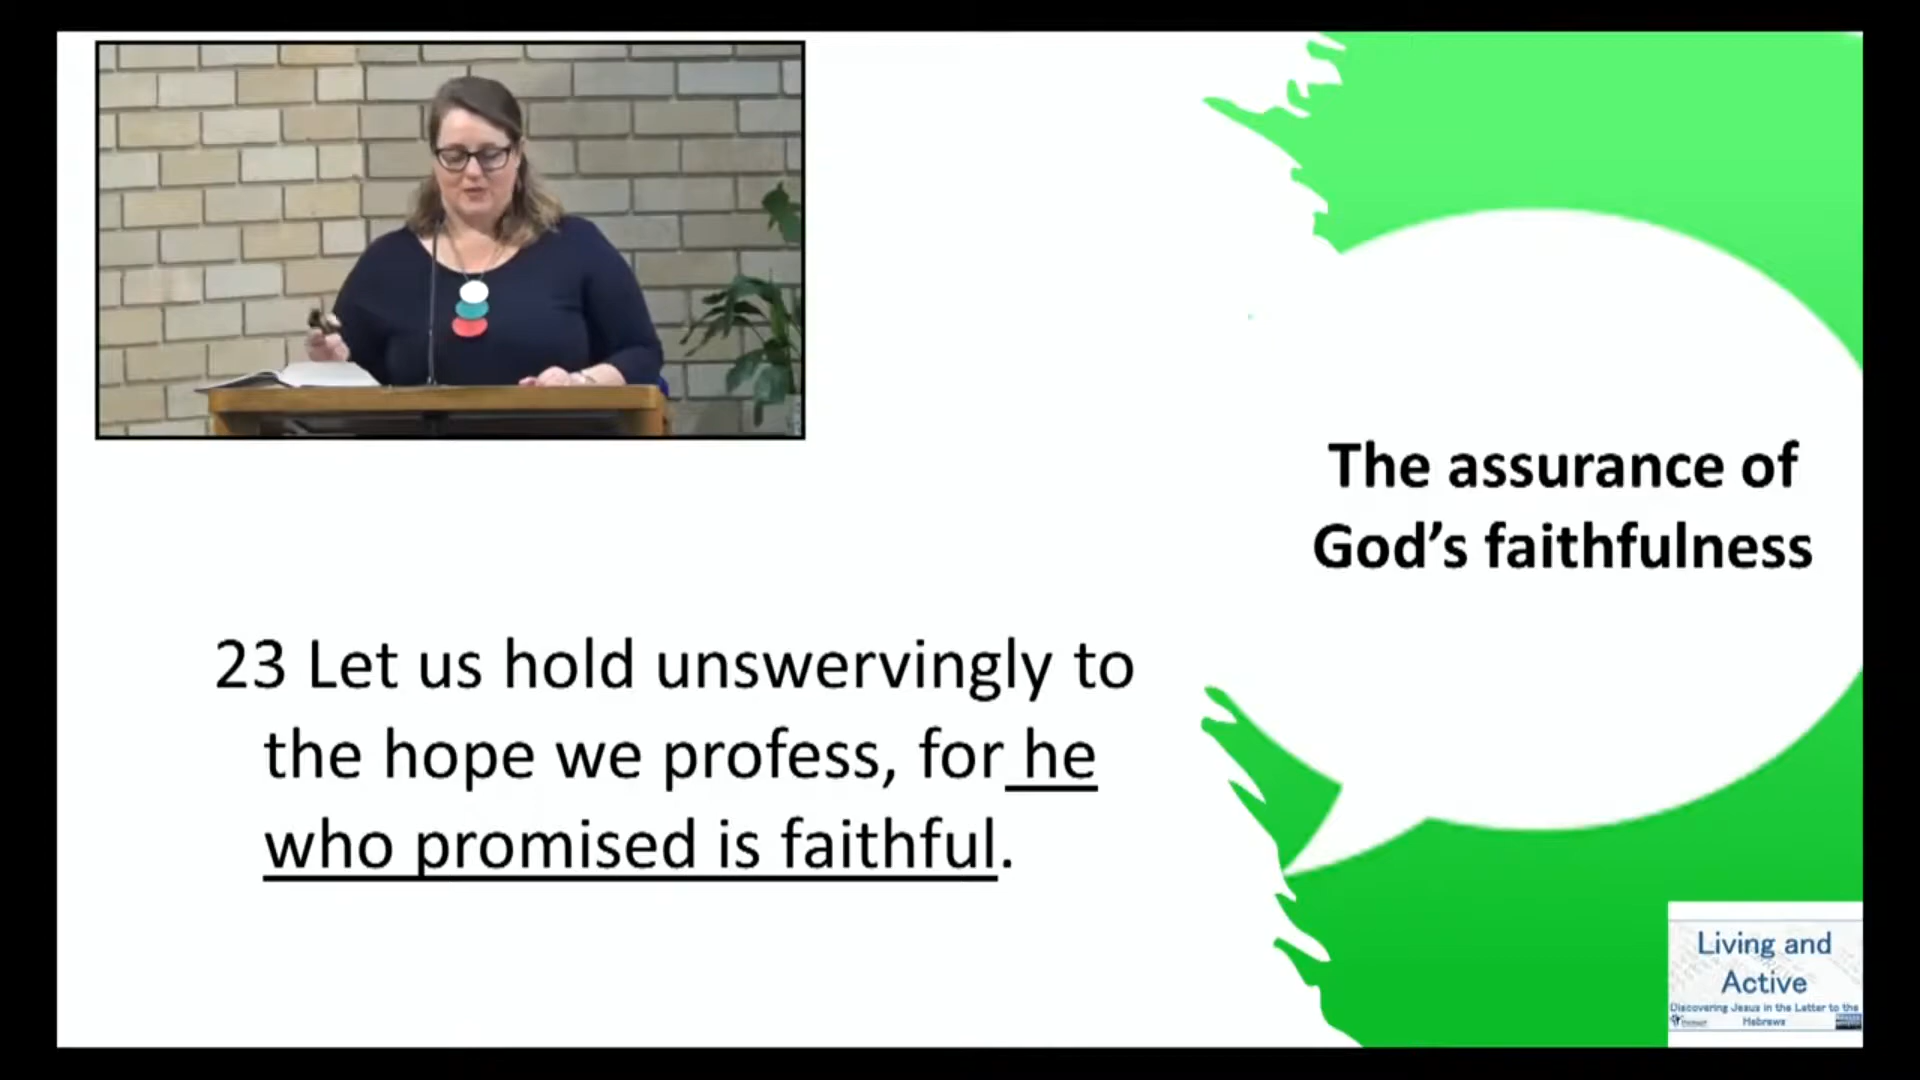 The assurance of
God’s faithfulness
23 Let us hold unswervingly to
the hope we profess, for he
who promised is faithful.
Living and
Active
Discovering Jesus in the Letter to the
Hebrews